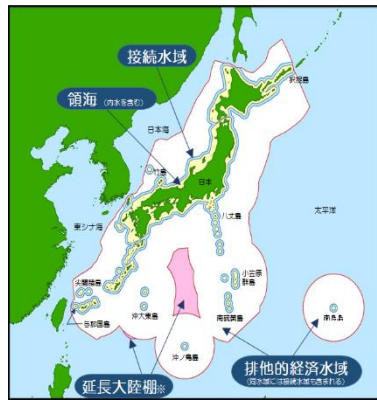 接続水域
択捉島
領海 (内水を含む)
日本海
竹島
日本
八丈島
太平洋
東シナ海
尖閣諸島
小笠原
群島
与那国島
沖大東島
南硫黄島
南鳥島
沖ノ鳥島
延長大陸棚※
排他的経済水域
(同水域には接続水域も含まれる)